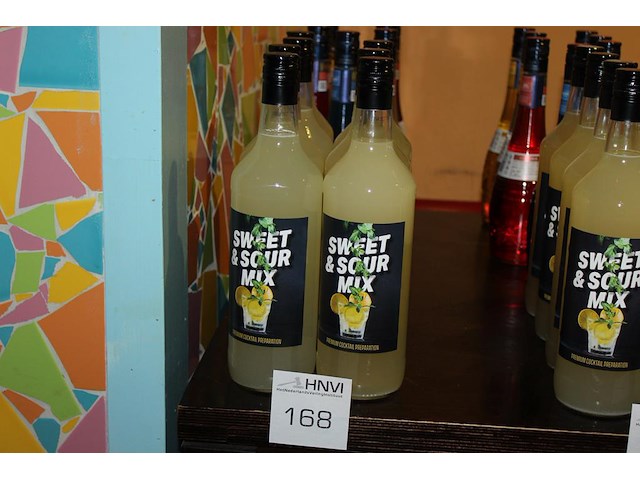 SWEET
& SOUR
MIX
PREMIUM COCKTAIL PREPARATION
SWEET
& SOUR
MIX
PREMIUM COCKTAIL PREPARATION
SWEET
& SOUR
MIX
PREMIUM COCKTAIL PREPARATION
HNVI
168